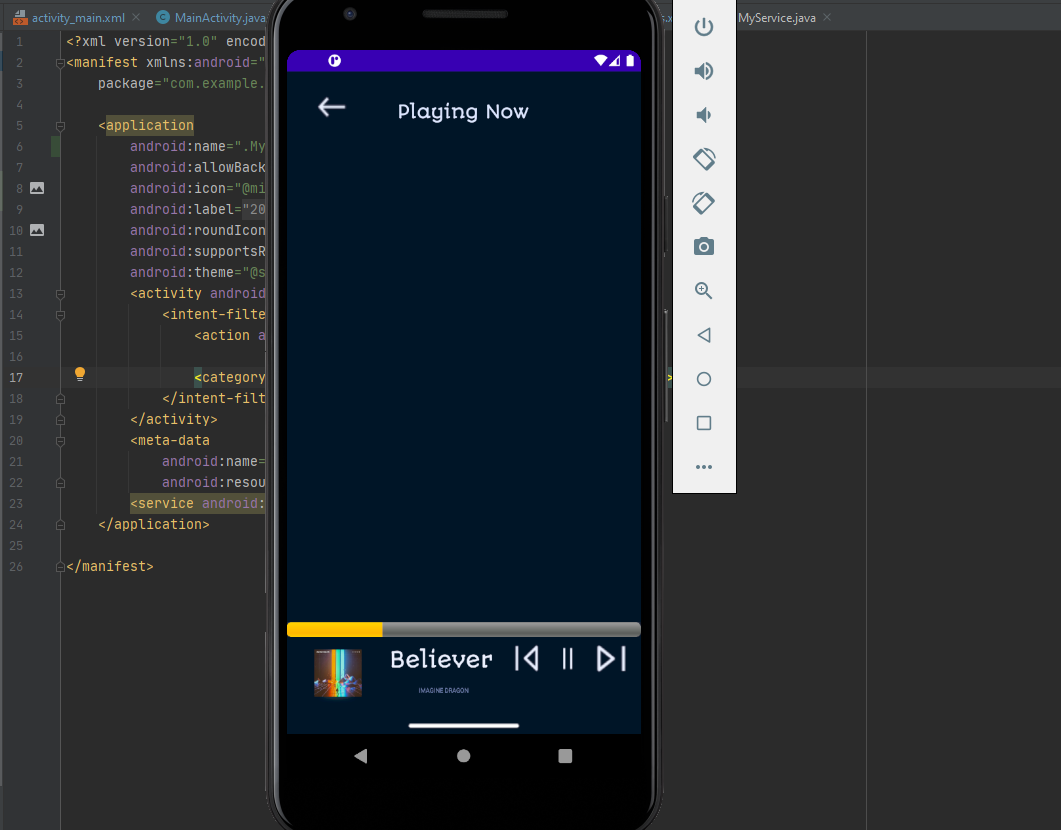 activity_main.xml
MainActivity.java
MyService.java
1 <?xml version="1.0" encod
2 <manifest xmlns:android="
3 package="com.example.
4
5 <application
6 android:name=".My
7 android:allowBack
8 android:icon="@mi
9 android:label="20
10 android:roundIcon
11 android:supportsR
12 android:theme="@s
13 <activity android
14 <intent-filte
15 <action a
16
17 <category >
18 </intent-filt
19 </activity>
20 <meta-data
21 android:name=
22 android:resou
23 <service android:
24 </application>
25
26 </manifest>
Playing Now
Believer
IMAGINE DRAGON